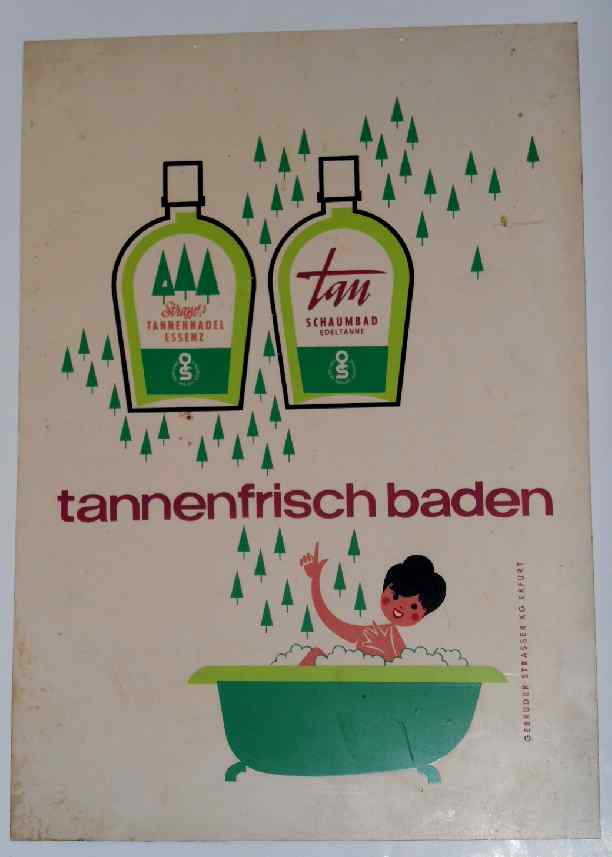 Strasser's
TANNENNADEL
ESSENZ
tan
SCHAUMBAD
EDELTANNE
tannenfrisch baden
GEBRÜDER STRASSER KG ERFURT